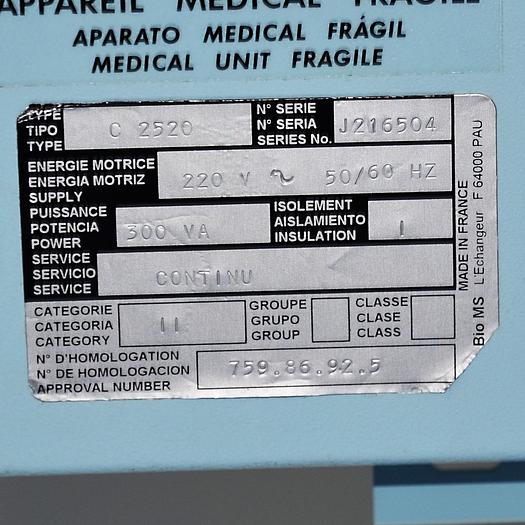 APPAREIL MEDICAL FRAGILE
APARATO MEDICAL FRÁGIL
MEDICAL UNIT FRAGILE
TYPE
TIPO
TYPE
C 2520
N° SERIE
N° SERIA
SERIES No.
J216504
ENERGIE MOTRICE
ENERGIA MOTRIZ
SUPPLY
220 V ~ 50/60 HZ
PUISSANCE
POTENCIA
POWER
300 VA
ISOLEMENT
AISLAMIENTO
INSULATION
I
SERVICE
SERVICIO
SERVICE
CONTINU
CATEGORIE
CATEGORIA
CATEGORY
II
GROUPE
GRUPO
GROUP
CLASSE
CLASE
CLASS
N° D'HOMOLOGATION
N° DE HOMOLOGACION
APPROVAL NUMBER
759.86.92.5
MADE IN FRANCE
Bio MS L'Echangeur F 64000 PAU